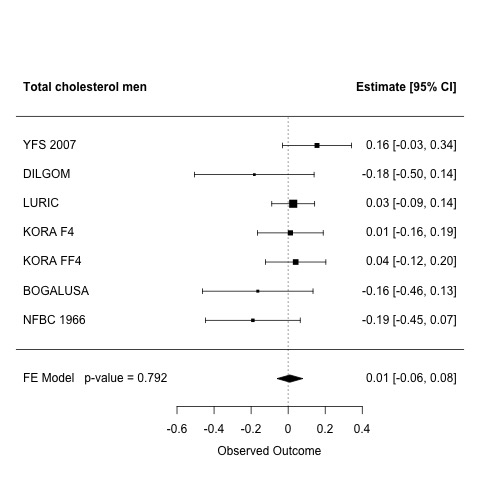 Total cholesterol men Estimate [95% CI]
YFS 2007 0.16 [-0.03, 0.34]
DILGOM -0.18 [-0.50, 0.14]
LURIC 0.03 [-0.09, 0.14]
KORA F4 0.01 [-0.16, 0.19]
KORA FF4 0.04 [-0.12, 0.20]
BOGALUSA -0.16 [-0.46, 0.13]
NFBC 1966 -0.19 [-0.45, 0.07]
FE Model p-value = 0.792 0.01 [-0.06, 0.08]
-0.6 -0.4 -0.2 0 0.2 0.4
Observed Outcome